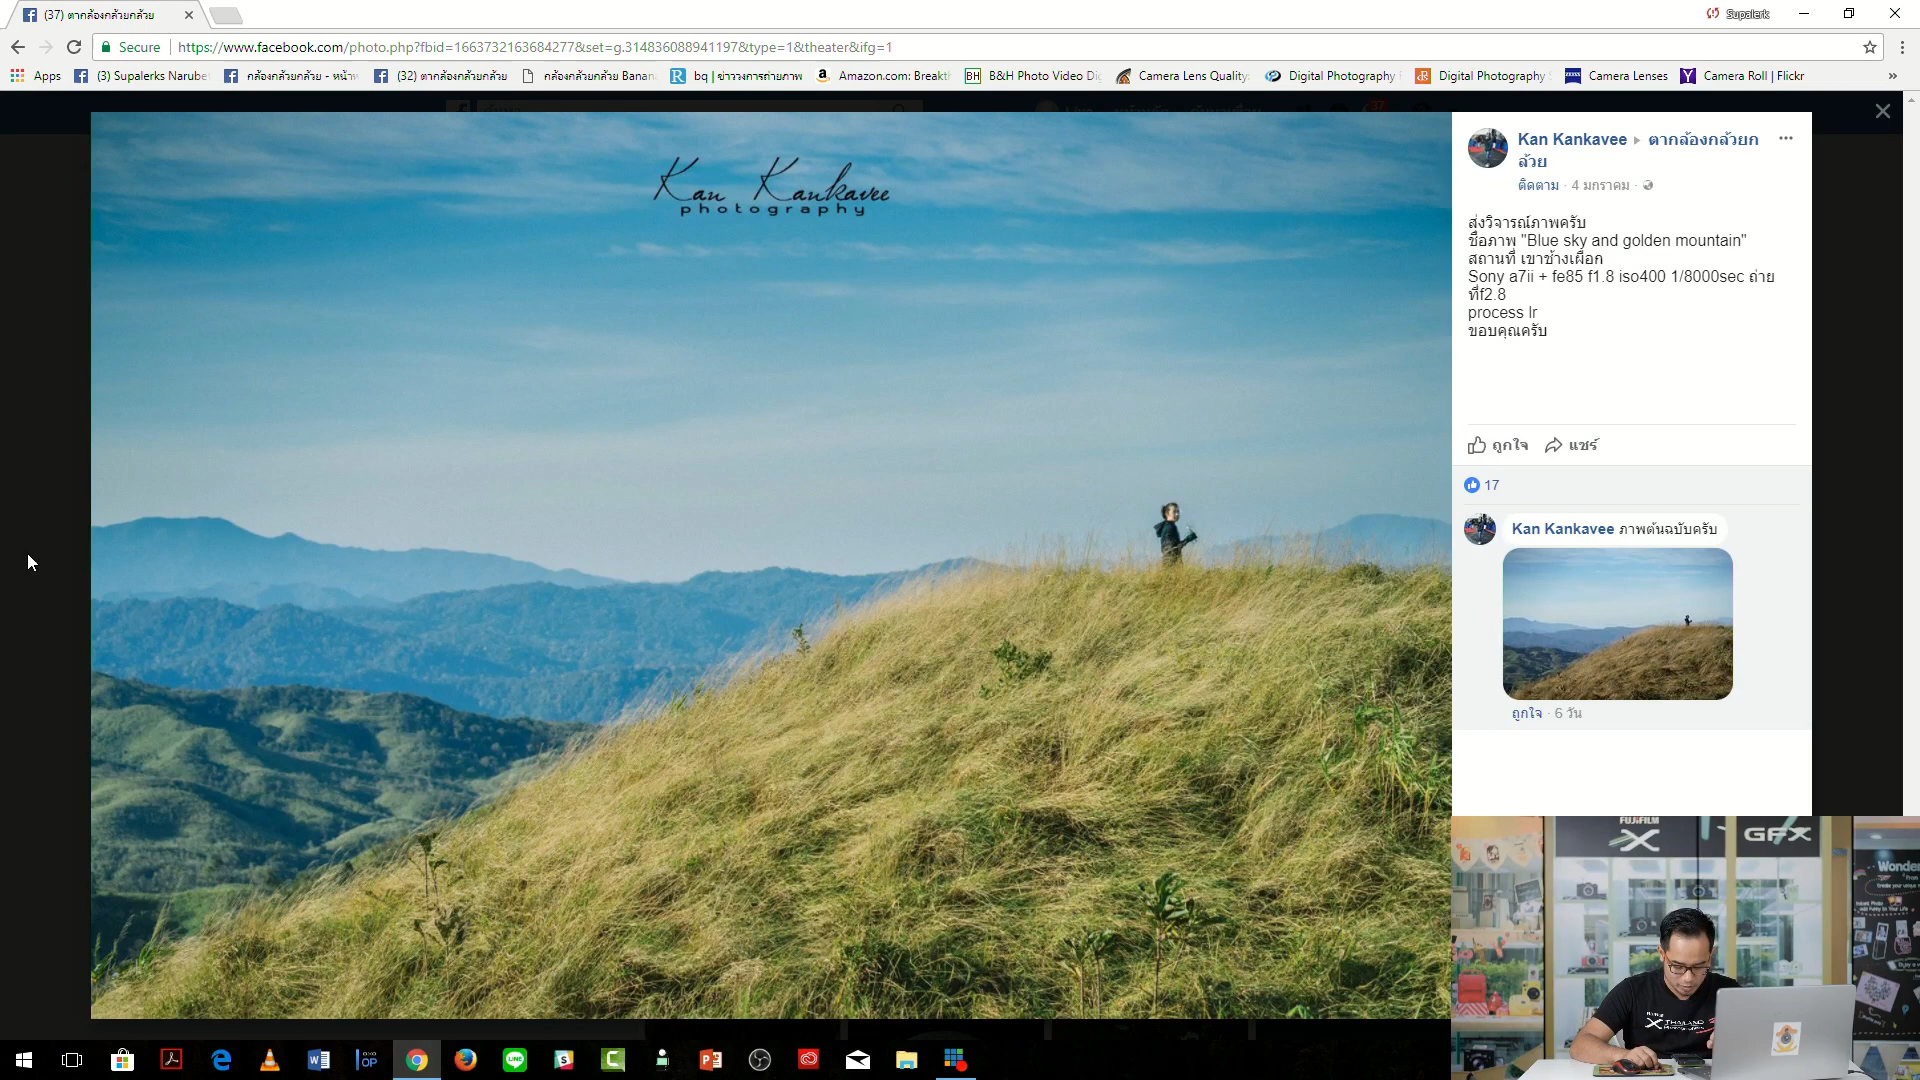 (37) ตากล้องกล้วยกล้วย
Supalerk
Secure
https://www.facebook.com/photo.php?fbid=1663732163684277&set=g.314836088941197&type=1&theater&ifg=1
Apps
(3) Supalerks Narube
กล้องกล้วยกล้วย - หน้า
(32) ตากล้องกล้วยกล้วย
กล้องกล้วยกล้วย Banan
bq | ข่าววงการถ่ายภาพ
Amazon.com: Breakt
B&H Photo Video Di
Camera Lens Quality:
Digital Photography
Digital Photography
Camera Lenses
Camera Roll | Flickr
37
Kan Kankavee
photography
Kan Kankavee ▸ ตากล้องกล้วยก
ล้วย
ติดตาม · 4 มกราคม ·
ส่งวิจารณ์ภาพครับ
ชื่อภาพ "Blue sky and golden mountain"
สถานที่ เขาช้างเผือก
Sony a7ii + fe85 f1.8 iso400 1/8000sec ถ่าย
ที่f2.8
process lr
ขอบคุณครับ
ถูกใจ
แชร์
17
Kan Kankavee ภาพต้นฉบับครับ
ถูกใจ · 6 วัน
FUJIFILM
X
GFX
Wonder
X THAILAND